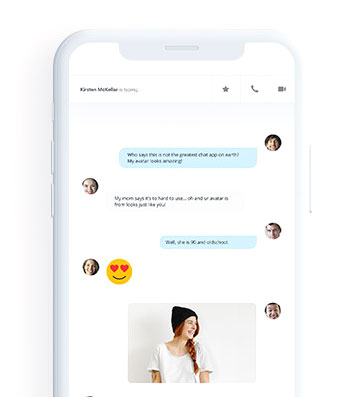 Kirsten McKellar is typing...
Who says this is not the greatest chat app on earth?
My avatar looks amazing!
My mom says it's to hard to use... oh and ur avatar is
from looks just like you!
Well, she is 90 and oldschool.